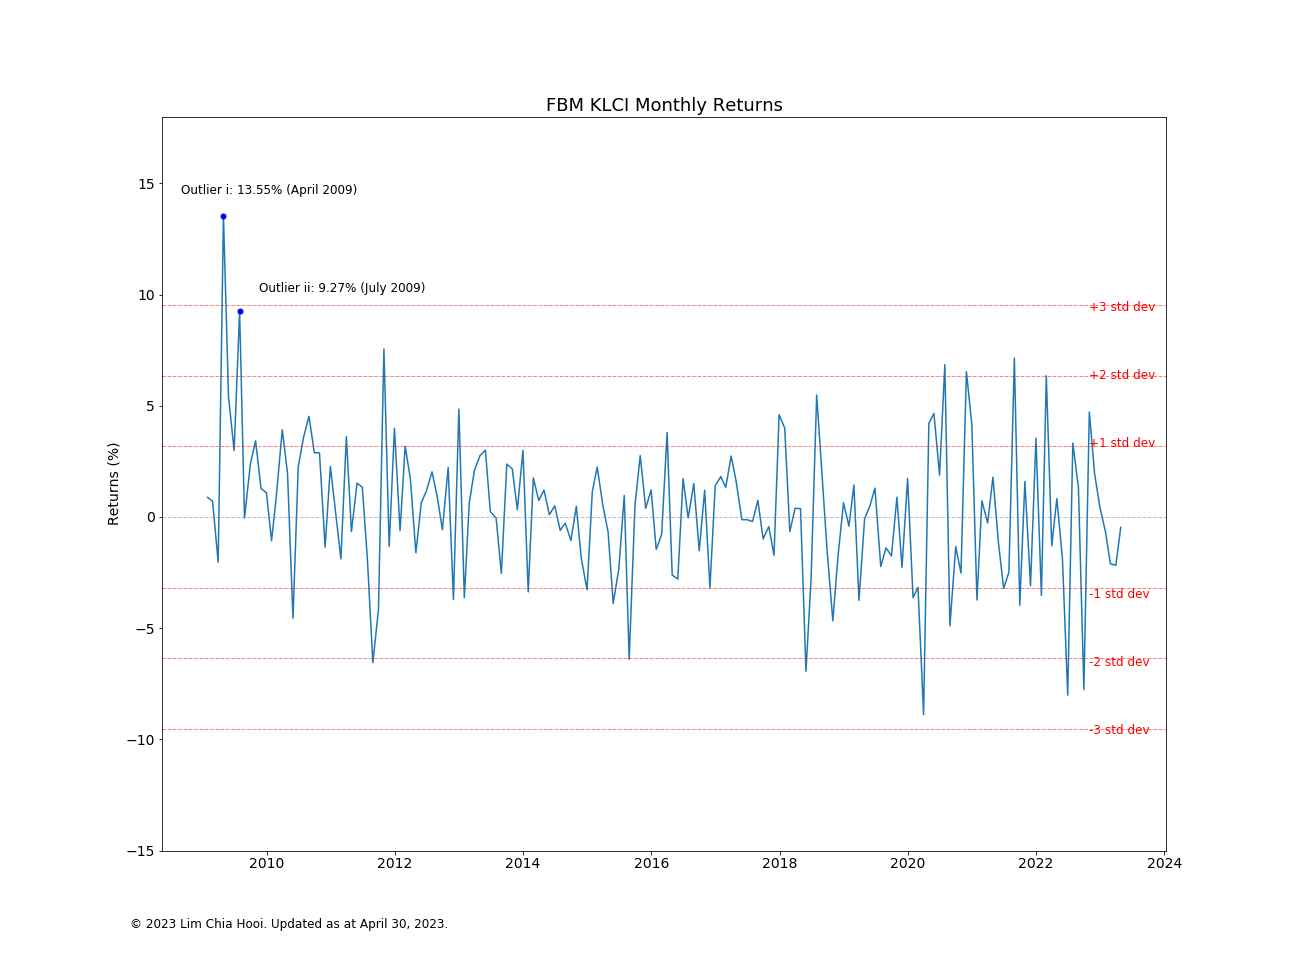 FBM KLCI Monthly Returns
15
Outlier i: 13.55% (April 2009)
Outlier ii: 9.27% (July 2009)
10
+3 std dev
+2 std dev
5
+1 std dev
Returns (%)
0
-1 std dev
−5
-2 std dev
-3 std dev
−10
−15
2010 2012 2014 2016 2018 2020 2022 2024
© 2023 Lim Chia Hooi. Updated as at April 30, 2023.